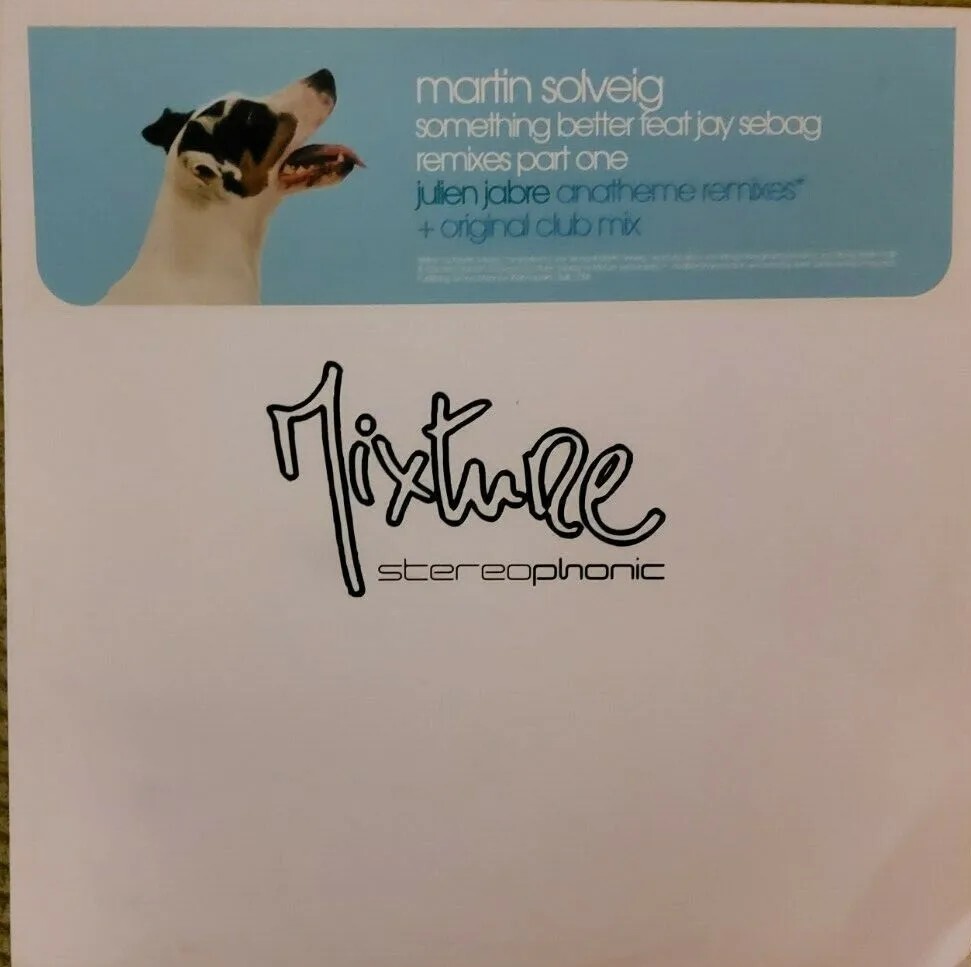 martin solveig
something better feat jay sebag
remixes part one
julien jabre anatheme remixes*
+ original club mix
Mixture
stereophonic